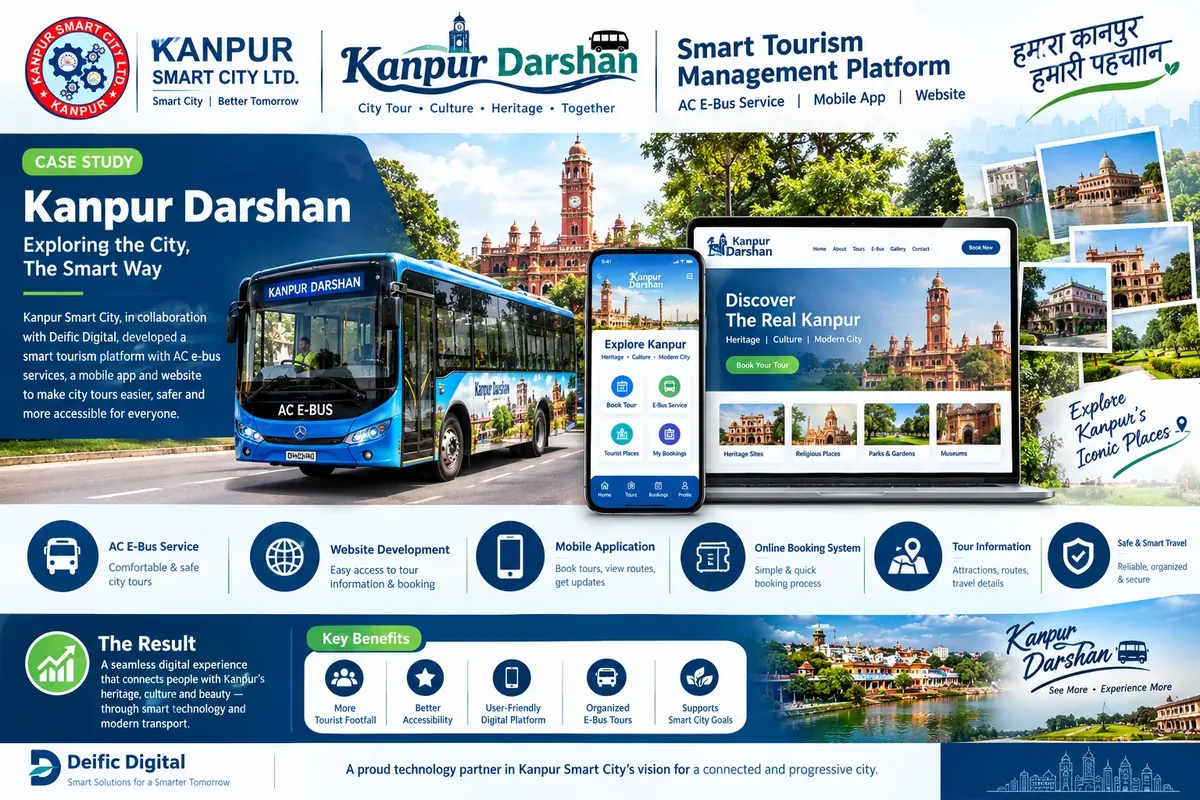 KANPUR SMART CITY LTD.
KANPUR
KANPUR
SMART CITY LTD.
Smart City | Better Tomorrow
Kanpur Darshan
City Tour • Culture • Heritage • Together
Smart Tourism
Management Platform
AC E-Bus Service | Mobile App | Website
हमारा कानपुर
हमारी पहचान
CASE STUDY
Kanpur Darshan
Exploring the City,
The Smart Way
Kanpur Smart City, in collaboration
with Deific Digital, developed a
smart tourism platform with AC e-bus
services, a mobile app and website
to make city tours easier, safer and
more accessible for everyone.
KANPUR DARSHAN
AC E-BUS
Kanpur Darshan
9:41
Kanpur
Darshan
Explore Kanpur
Heritage • Culture • Modern City
Book Tour
E-Bus Service
Tourist Places
My Bookings
Home
Tours
Bookings
Profile
Kanpur
Darshan
Home
About
Tours
E-Bus
Gallery
Contact
Book Now
Discover
The Real Kanpur
Heritage | Culture | Modern City
Book Your Tour
Heritage Sites
Religious Places
Parks & Gardens
Museums
Explore
Kanpur's
Iconic Places
AC E-Bus Service
Comfortable & safe
city tours
Website Development
Easy access to tour
information & booking
Mobile Application
Book tours, view routes,
get updates
Online Booking System
Simple & quick
booking process
Tour Information
Attractions, routes,
travel details
Safe & Smart Travel
Reliable, organized
& secure
The Result
A seamless digital experience
that connects people with Kanpur's
heritage, culture and beauty —
through smart technology and
modern transport.
Key Benefits
More
Tourist Footfall
Better
Accessibility
User-Friendly
Digital Platform
Organized
E-Bus Tours
Supports
Smart City Goals
Kanpur
Darshan
See More • Experience More
Deific Digital
Smart Solutions for a Smarter Tomorrow
A proud technology partner in Kanpur Smart City's vision for a connected and progressive city.